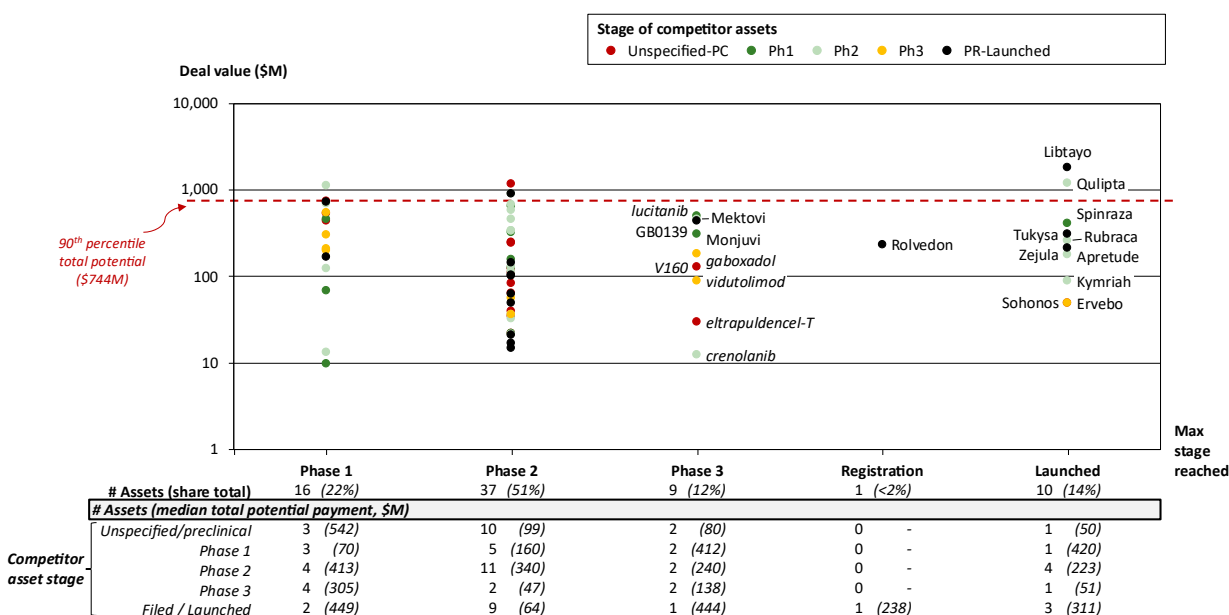 Stage of competitor assets
Unspecified-PC Ph1 Ph2 Ph3 PR-Launched
Deal value ($M)
10,000
1,000
100
10
1
90th percentile
total potential
($744M)
lucitanib
Mektovi
GB0139
Monjuvi
gaboxadol
V160
vidutolimod
eltrapuldencel-T
crenolanib
Rolvedon
Libtayo
Qulipta
Spinraza
Tukysa
Rubraca
Zejula
Apretude
Kymriah
Sohonos
Ervebo
Max
stage
reached
Phase 1 Phase 2 Phase 3 Registration Launched
# Assets (share total) 16 (22%) 37 (51%) 9 (12%) 1 (<2%) 10 (14%)
# Assets (median total potential payment, $M)
Competitor
asset stage
Unspecified/preclinical 3 (542) 10 (99) 2 (80) 0 - 1 (50)
Phase 1 3 (70) 5 (160) 2 (412) 0 - 1 (420)
Phase 2 4 (413) 11 (340) 2 (240) 0 - 4 (223)
Phase 3 4 (305) 2 (47) 2 (138) 0 - 1 (51)
Filed / Launched 2 (449) 9 (64) 1 (444) 1 (238) 3 (311)